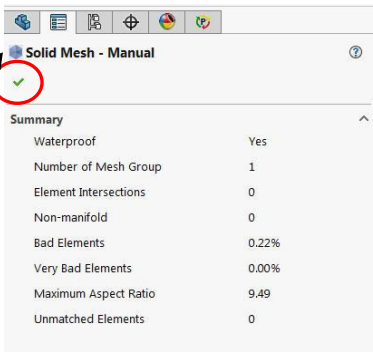 Solid Mesh - Manual
Summary
Waterproof Yes
Number of Mesh Group 1
Element Intersections 0
Non-manifold 0
Bad Elements 0.22%
Very Bad Elements 0.00%
Maximum Aspect Ratio 9.49
Unmatched Elements 0